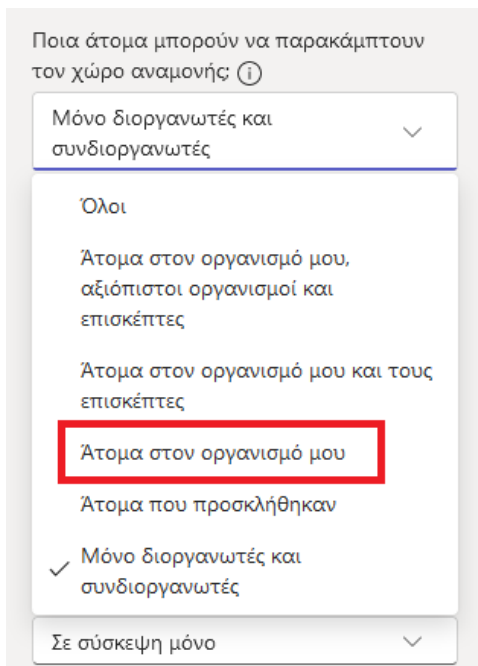 Ποια άτομα μπορούν να παρακάμπτουν
τον χώρο αναμονής;
Μόνο διοργανωτές και
συνδιοργανωτές
Όλοι
Άτομα στον οργανισμό μου,
αξιόπιστοι οργανισμοί και
επισκέπτες
Άτομα στον οργανισμό μου και τους
επισκέπτες
Άτομα στον οργανισμό μου
Άτομα που προσκλήθηκαν
Μόνο διοργανωτές και
συνδιοργανωτές
Σε σύσκεψη μόνο